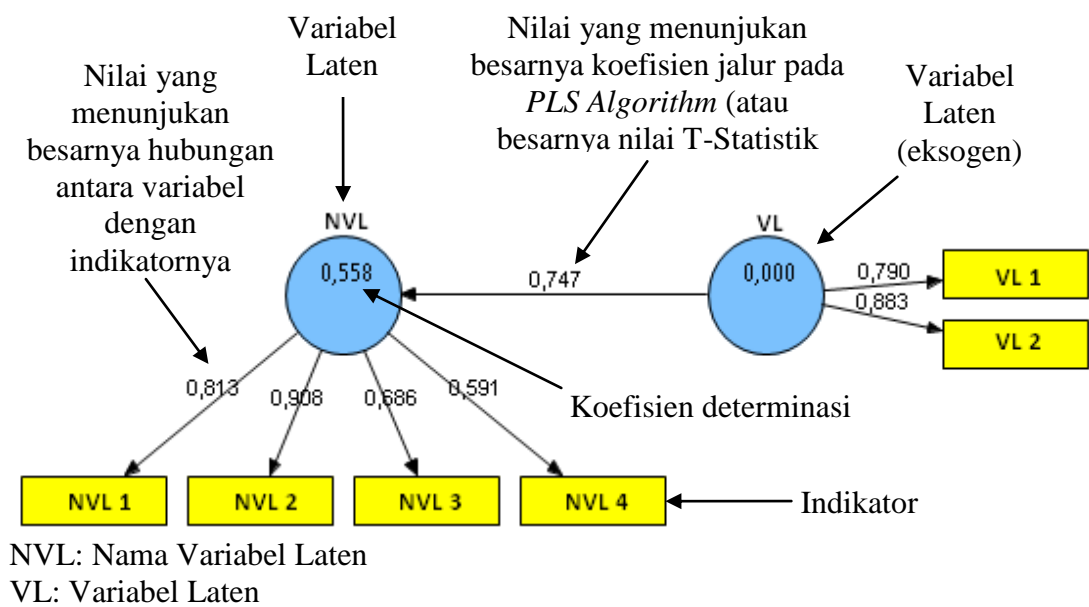 Variabel
Laten
Nilai yang menunjukan
besarnya koefisien jalur pada
PLS Algorithm (atau
besarnya nilai T-Statistik
Variabel
Laten
(eksogen)
Nilai yang
menunjukan
besarnya hubungan
antara variabel
dengan
indikatornya
NVL
0,558
0,747
VL
0,000
0,790
VL 1
0,883
VL 2
0,813
0,908
0,686
0,591
Koefisien determinasi
NVL 1
NVL 2
NVL 3
NVL 4
Indikator
NVL: Nama Variabel Laten
VL: Variabel Laten